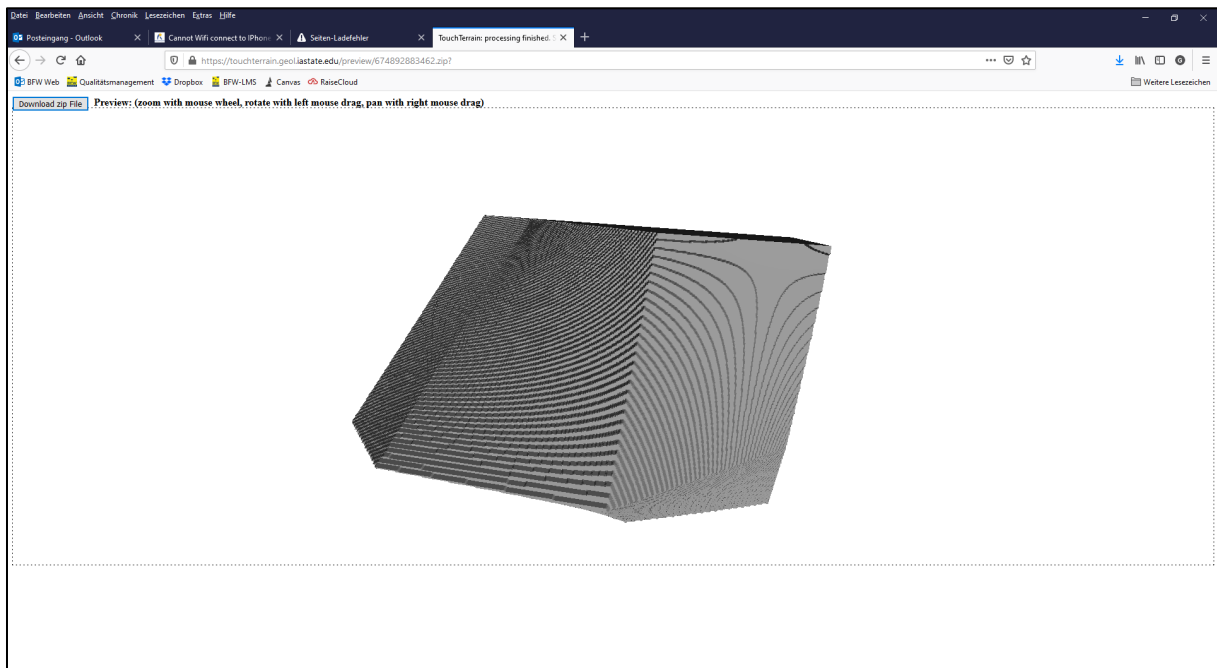 Datei Bearbeiten Ansicht Chronik Lesezeichen Extras Hilfe
Posteingang - Outlook Cannot Wifi connect to IPhone Seiten-Ladefehler TouchTerrain: processing finished.
https://touchterrain.geol.iastate.edu/preview/674892883462.zip?
BFW Web Qualitätsmanagement Dropbox BFW-LMS Canvas RaiseCloud Weitere Lesezeichen
Download zip File Preview: (zoom with mouse wheel, rotate with left mouse drag, pan with right mouse drag)